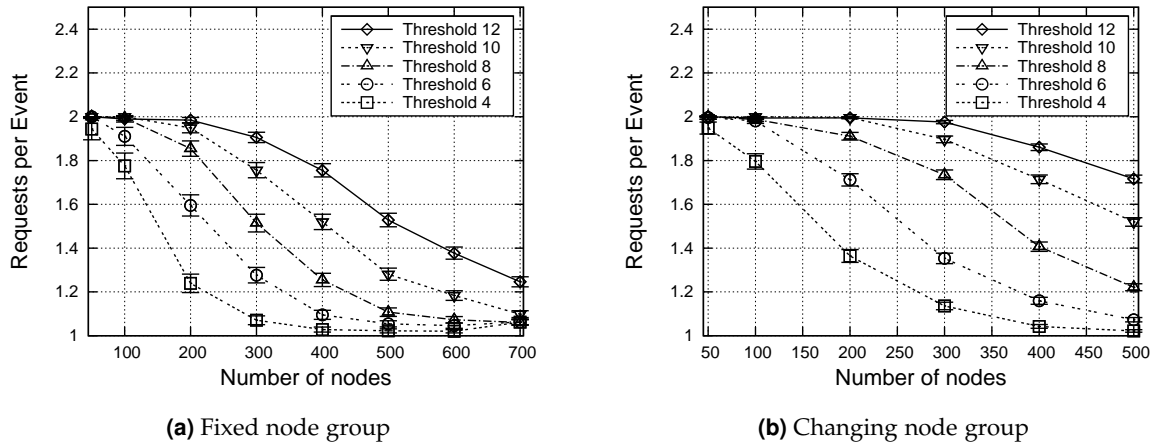 2.4
2.2
2
1.8
1.6
1.4
1.2
1
Requests per Event
Threshold 12
Threshold 10
Threshold 8
Threshold 6
Threshold 4
100 200 300 400 500 600 700
Number of nodes
(a) Fixed node group
2.4
2.2
2
1.8
1.6
1.4
1.2
1
Requests per Event
Threshold 12
Threshold 10
Threshold 8
Threshold 6
Threshold 4
50 100 150 200 250 300 350 400 450 500
Number of nodes
(b) Changing node group